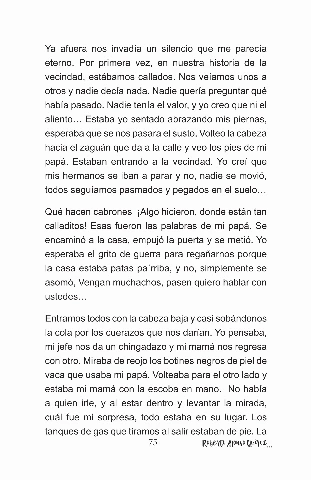 Ya afuera nos invadía un silencio que me parecía
eterno. Por primera vez, en nuestra historia de la
vecindad, estábamos callados. Nos veíamos unos a
otros y nadie decía nada. Nadie quería preguntar qué
había pasado. Nadie tenía el valor, y yo creo que ni el
aliento… Estaba yo sentado abrazando mis piernas,
esperaba que se nos pasara el susto. Volteo la cabeza
hacia el zaguán que da a la calle y veo los pies de mi
papá. Estaban entrando a la vecindad. Yo creí que
mis hermanos se iban a parar y no, nadie se movió,
todos seguíamos pasmados y pegados en el suelo…
Qué hacen cabrones ¡Algo hicieron, donde están tan
calladitos! Esas fueron las palabras de mi papá. Se
encaminó a la casa, empujó la puerta y se metió. Yo
esperaba el grito de guerra para regañarnos porque
la casa estaba patas pa´rriba, y no, simplemente se
asomó, Vengan muchachos, pasen quiero hablar con
ustedes…
Entramos todos con la cabeza baja y casi sobándonos
la cola por los cuerazos que nos darían. Yo pensaba,
mi jefe nos da un chingadazo y mi mamá nos regresa
con otro. Miraba de reojo los botines negros de piel de
vaca que usaba mi papá. Volteaba para el otro lado y
estaba mi mamá con la escoba en mano. No había
a quien irle, y al estar dentro y levantar la mirada,
cuál fue mi sorpresa, todo estaba en su lugar. Los
tanques de gas que tiramos al salir estaban de pie. La
75